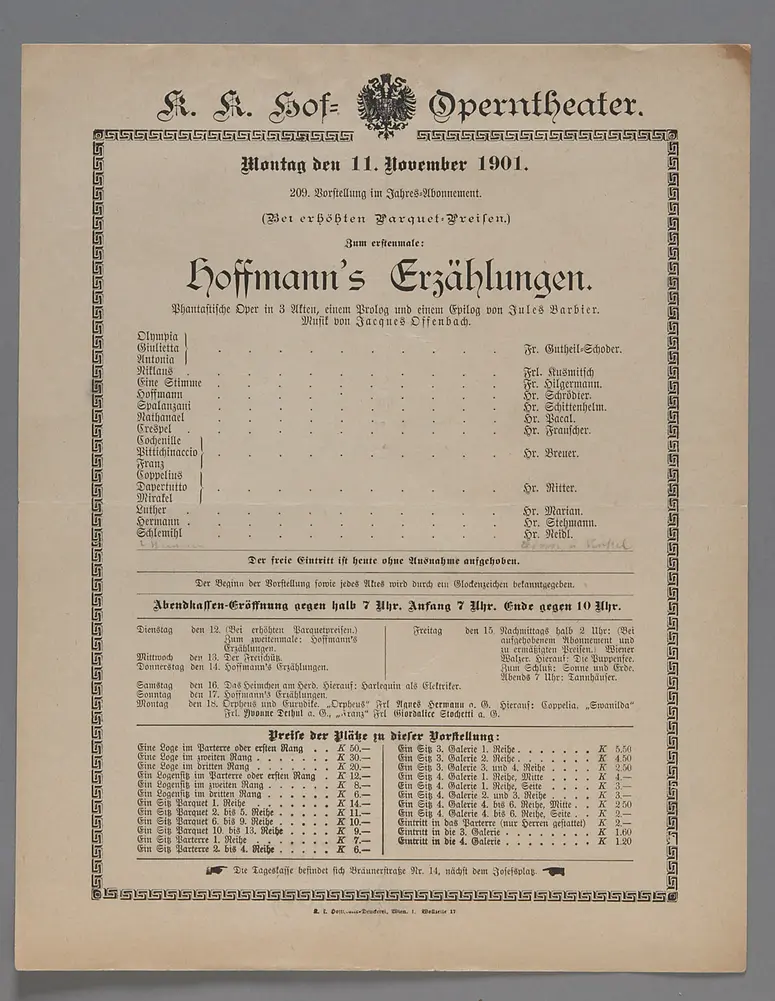 K. K. Hof- Operntheater.
Montag den 11. November 1901.
209. Vorstellung im Jahres-Abonnement.
(Bei erhöhten Parquet-Preisen.)
Zum erstenmale:
Hoffmann's Erzählungen.
Phantastische Oper in 3 Akten, einem Prolog und einem Epilog von Jules Barbier.
Musik von Jacques Offenbach.
Olympia
Giulietta . . . . . . . . . . Fr. Gutheil-Schoder.
Antonia
Niklaus . . . . . . . . . . Frl. Kusmitsch
Eine Stimme . . . . . . . . . Fr. Hilgermann.
Hoffmann . . . . . . . . . Hr. Schrödter.
Spalanzani . . . . . . . . . Hr. Schittenhelm.
Nathanael . . . . . . . . . Hr. Pacal.
Crespel . . . . . . . . . . Hr. Frauscher.
Cochenille
Pittichinaccio . . . . . . . . . Hr. Breuer.
Franz
Coppelius
Dapertutto . . . . . . . . . Hr. Ritter.
Mirakel
Luther . . . . . . . . . . Hr. Marian.
Hermann . . . . . . . . . . Hr. Stehmann.
Schlemihl . . . . . . . . . Hr. Neidl.
Der freie Eintritt ist heute ohne Ausnahme aufgehoben.
Der Beginn der Vorstellung sowie jedes Aktes wird durch ein Glockenzeichen bekanntgegeben.
Abendkassen-Eröffnung gegen halb 7 Uhr. Anfang 7 Uhr. Ende gegen 10 Uhr.
Dienstag den 12. (Bei erhöhten Parquetpreisen.)
Zum zweitenmale: Hoffmann's
Erzählungen.
Mittwoch den 13. Der Freischütz.
Donnerstag den 14. Hoffmann's Erzählungen.
Freitag den 15. Nachmittags halb 2 Uhr: (Bei
aufgehobenem Abonnement und
zu ermäßigten Preisen.) Wiener
Walzer. Hierauf: Die Puppenfee.
Zum Schluß: Sonne und Erde.
Abends 7 Uhr: Tannhäuser.
Samstag den 16. Das Heimchen am Herd. Hierauf: Harlequin als Elektriker.
Sonntag den 17. Hoffmann's Erzählungen.
Montag den 18. Orpheus und Eurydike. „Orpheus" Frl. Agnes Hermann a. G. Hierauf: Coppelia, „Swanilda"
Frl. Yvonne Dethul a. G., „Franz" Frl Giordalice Stochetti a. G.
Preise der Plätze zu dieser Vorstellung:
Eine Loge im Parterre oder ersten Rang . . K 50.—
Eine Loge im zweiten Rang . . . . K 30.—
Eine Loge im dritten Rang . . . . . K 20.—
Ein Logensitz im Parterre oder ersten Rang . K 12.—
Ein Logensitz im zweiten Rang . . . . . K 8.—
Ein Logensitz im dritten Rang . . . . . K 6.—
Ein Sitz Parquet 1. Reihe . . . . . . K 14.—
Ein Sitz Parquet 2. bis 5. Reihe . . . . . K 11.—
Ein Sitz Parquet 6. bis 9. Reihe . . . . . K 10.—
Ein Sitz Parquet 10. bis 13. Reihe . . . . . K 9.—
Ein Sitz Parterre 1. Reihe . . . . . . K 7.—
Ein Sitz Parterre 2. bis 4. Reihe . . . . . K 6.—
Ein Sitz 3. Galerie 1. Reihe . . . . . . . K 5.50
Ein Sitz 3. Galerie 2. Reihe . . . . . . . K 4.50
Ein Sitz 3. Galerie 3. und 4. Reihe . . . . . K 2.50
Ein Sitz 4. Galerie 1. Reihe, Mitte . . . . . K 4.—
Ein Sitz 4. Galerie 1. Reihe, Seite . . . . . K 3.—
Ein Sitz 4. Galerie 2. und 3. Reihe . . . . . K 3.—
Ein Sitz 4. Galerie 4. bis 6. Reihe, Mitte . . K 2.50
Ein Sitz 4. Galerie 4. bis 6. Reihe, Seite . . K 2.—
Eintritt in das Parterre (nur Herren gestattet) K 2.—
Eintritt in die 3. Galerie . . . . . . . K 1.60
Eintritt in die 4. Galerie . . . . . . . K 1.20
Die Tageskasse befindet sich Bräunerstraße Nr. 14, nächst dem Josefsplatz.
Wien, I. Wollzeile 17